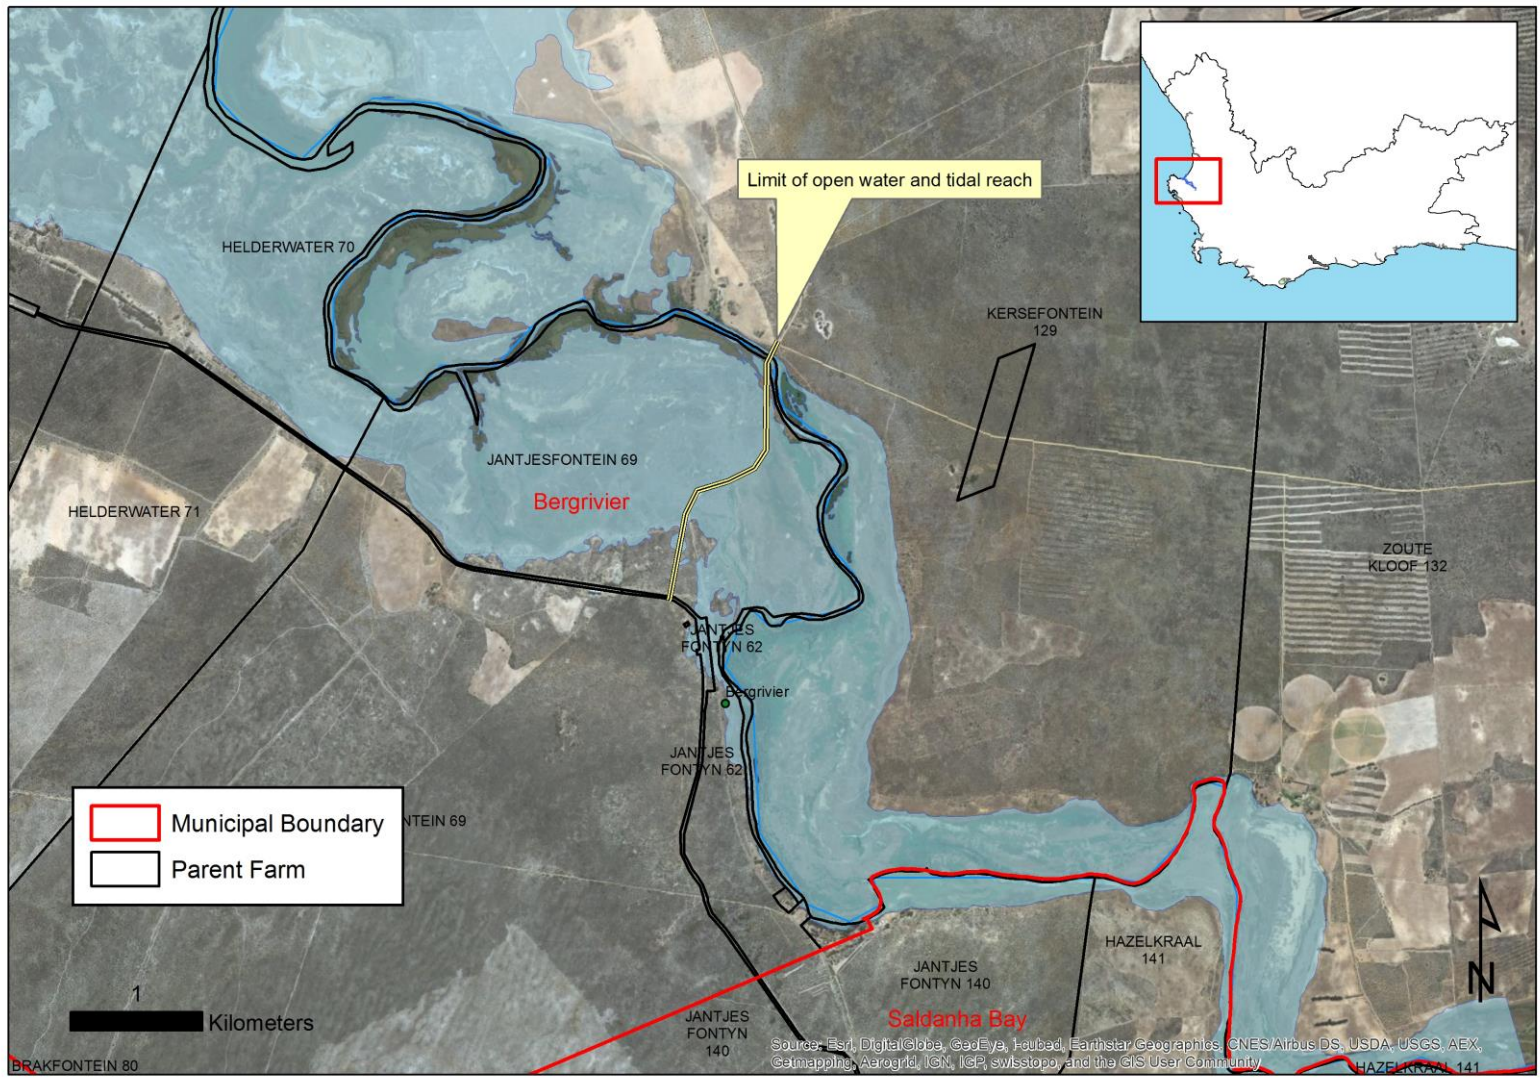 Limit of open water and tidal reach
HELDERWATER 70
KERSEFONTEIN
129
JANTJESFONTEIN 69
Bergrivier
HELDERWATER 71
ZOUTE
KLOOF 132
JANTJES
FONTYN 62
Bergrivier
JANTJES
FONTYN 62
Municipal Boundary
Parent Farm
NTEIN 69
HAZELKRAAL
141
JANTJES
FONTYN 140
N
1
Kilometers
JANTJES
FONTYN
140
Saldanha Bay
Source: Esri, DigitalGlobe, GeoEye, i-cubed, Earthstar Geographics, CNES/Airbus DS, USDA, USGS, AEX,
Getmapping, Aerogrid, IGN, IGP, swisstopo, and the GIS User Community
BRAKFONTEIN 80
HAZELKRAAL 141